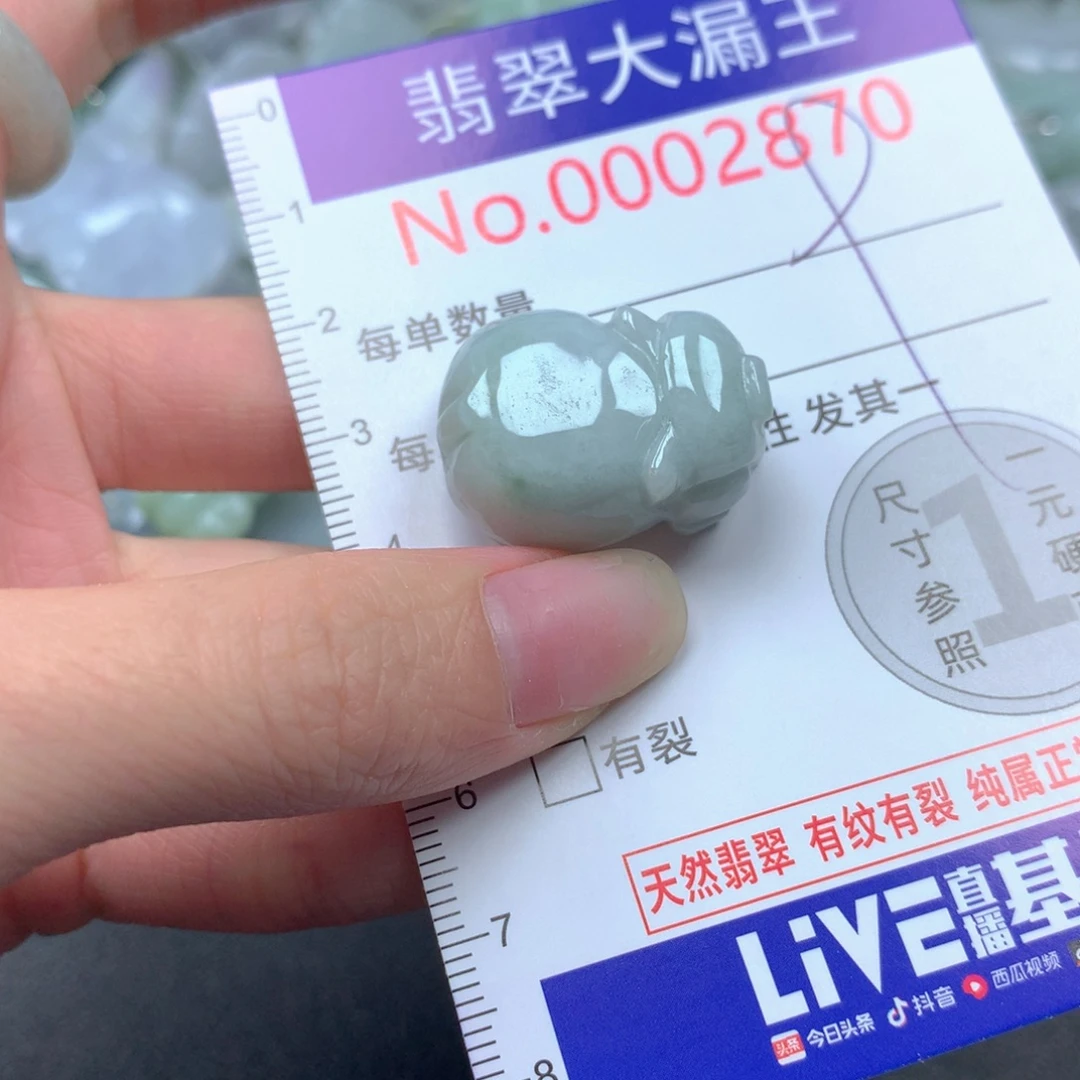 翡翠大漏王
No.0002870
0
1
2
3
4
6
7
8
每单数量
每
性 发其一
尺寸参照
1
一元硬
有裂
天然翡翠 有纹有裂 纯属正
LiVE直播基
头条 今日头条 抖音 西瓜视频